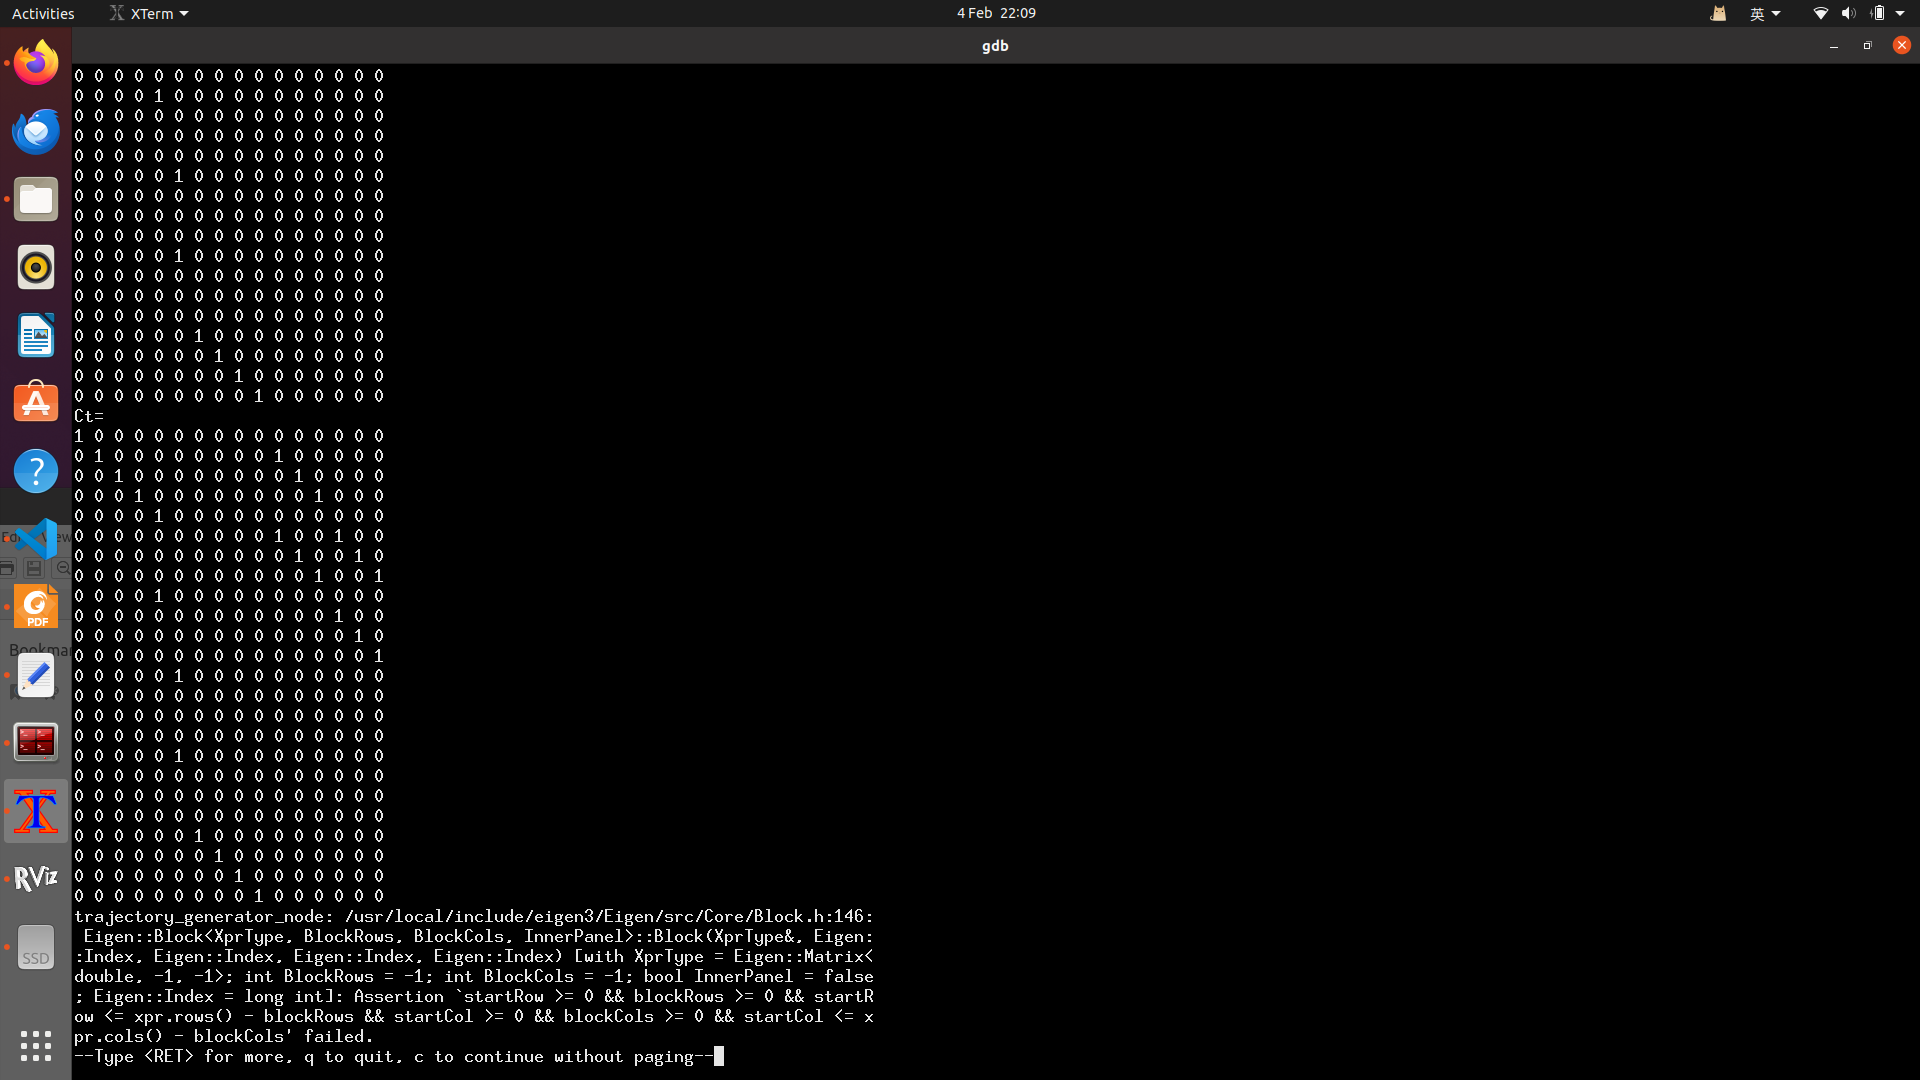 Activities
XTerm
4 Feb 22:09
英
gdb
0 0 0 0 0 0 0 0 0 0 0 0 0 0 0 0
0 0 0 0 1 0 0 0 0 0 0 0 0 0 0 0
0 0 0 0 0 0 0 0 0 0 0 0 0 0 0 0
0 0 0 0 0 0 0 0 0 0 0 0 0 0 0 0
0 0 0 0 0 0 0 0 0 0 0 0 0 0 0 0
0 0 0 0 0 1 0 0 0 0 0 0 0 0 0 0
0 0 0 0 0 0 0 0 0 0 0 0 0 0 0 0
0 0 0 0 0 0 0 0 0 0 0 0 0 0 0 0
0 0 0 0 0 0 0 0 0 0 0 0 0 0 0 0
0 0 0 0 0 1 0 0 0 0 0 0 0 0 0 0
0 0 0 0 0 0 0 0 0 0 0 0 0 0 0 0
0 0 0 0 0 0 0 0 0 0 0 0 0 0 0 0
0 0 0 0 0 0 0 0 0 0 0 0 0 0 0 0
0 0 0 0 0 0 1 0 0 0 0 0 0 0 0 0
0 0 0 0 0 0 0 1 0 0 0 0 0 0 0 0
0 0 0 0 0 0 0 0 1 0 0 0 0 0 0 0
0 0 0 0 0 0 0 0 0 1 0 0 0 0 0 0
Ct=
1 0 0 0 0 0 0 0 0 0 0 0 0 0 0 0
0 1 0 0 0 0 0 0 0 0 1 0 0 0 0 0
0 0 1 0 0 0 0 0 0 0 0 1 0 0 0 0
0 0 0 1 0 0 0 0 0 0 0 0 1 0 0 0
0 0 0 0 1 0 0 0 0 0 0 0 0 0 0 0
0 0 0 0 0 0 0 0 0 0 1 0 0 1 0 0
0 0 0 0 0 0 0 0 0 0 0 1 0 0 1 0
0 0 0 0 0 0 0 0 0 0 0 0 1 0 0 1
0 0 0 0 1 0 0 0 0 0 0 0 0 0 0 0
0 0 0 0 0 0 0 0 0 0 0 0 0 1 0 0
0 0 0 0 0 0 0 0 0 0 0 0 0 0 1 0
0 0 0 0 0 0 0 0 0 0 0 0 0 0 0 1
0 0 0 0 0 1 0 0 0 0 0 0 0 0 0 0
0 0 0 0 0 0 0 0 0 0 0 0 0 0 0 0
0 0 0 0 0 0 0 0 0 0 0 0 0 0 0 0
0 0 0 0 0 0 0 0 0 0 0 0 0 0 0 0
0 0 0 0 0 1 0 0 0 0 0 0 0 0 0 0
0 0 0 0 0 0 0 0 0 0 0 0 0 0 0 0
0 0 0 0 0 0 0 0 0 0 0 0 0 0 0 0
0 0 0 0 0 0 0 0 0 0 0 0 0 0 0 0
0 0 0 0 0 0 1 0 0 0 0 0 0 0 0 0
0 0 0 0 0 0 0 1 0 0 0 0 0 0 0 0
0 0 0 0 0 0 0 0 1 0 0 0 0 0 0 0
0 0 0 0 0 0 0 0 0 1 0 0 0 0 0 0
trajectory_generator_node: /usr/local/include/eigen3/Eigen/src/Core/Block.h:146:
 Eigen::Block<XprType, BlockRows, BlockCols, InnerPanel>::Block(XprType&, Eigen:
:Index, Eigen::Index, Eigen::Index, Eigen::Index) [with XprType = Eigen::Matrix<
double, -1, -1>; int BlockRows = -1; int BlockCols = -1; bool InnerPanel = false
; Eigen::Index = long int]: Assertion `startRow >= 0 && blockRows >= 0 && startR
ow <= xpr.rows() - blockRows && startCol >= 0 && blockCols >= 0 && startCol <= x
pr.cols() - blockCols' failed.
--Type <RET> for more, q to quit, c to continue without paging--
PDF
RViz
SSD